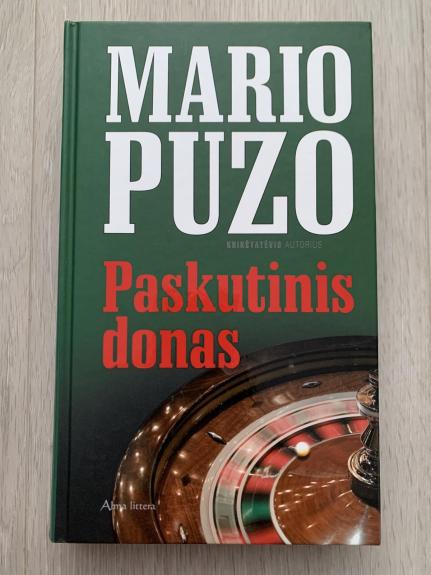 MARIO
PUZO
KRIKŠTATĖVIO AUTORIUS
Paskutinis
donas
Alma littera